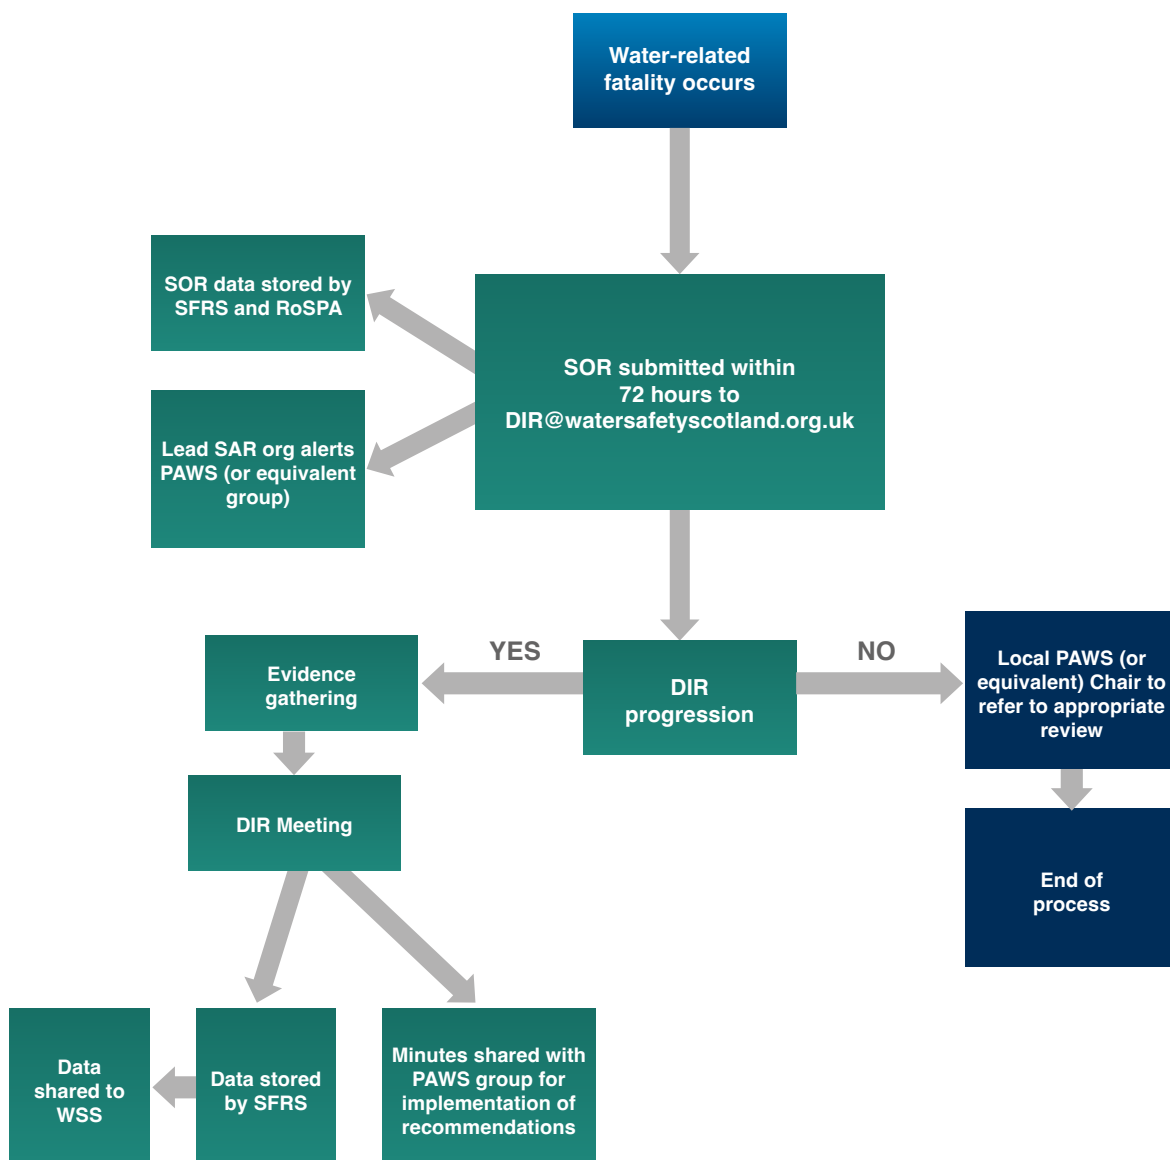 Water-related
fatality occurs
SOR data stored by
SFRS and RoSPA
SOR submitted within
72 hours to
DIR@watersafetyscotland.org.uk
Lead SAR org alerts
PAWS (or equivalent
group)
YES
NO
Evidence
gathering
DIR
progression
Local PAWS (or
equivalent) Chair to
refer to appropriate
review
DIR Meeting
End of
process
Data
shared to
WSS
Data stored
by SFRS
Minutes shared with
PAWS group for
implementation of
recommendations